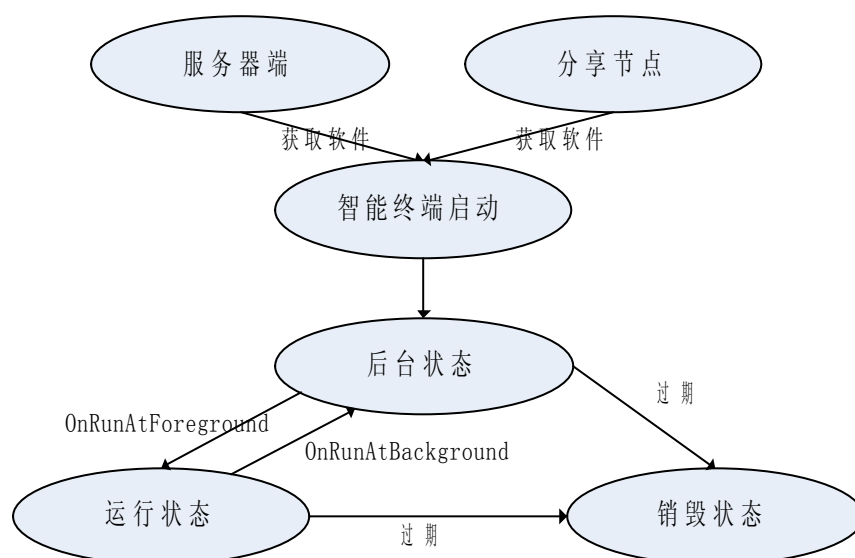 服务器端
分享节点
获取软件
获取软件
智能终端启动
后台状态
过期
OnRunAtForeground
OnRunAtBackground
运行状态
过期
销毁状态